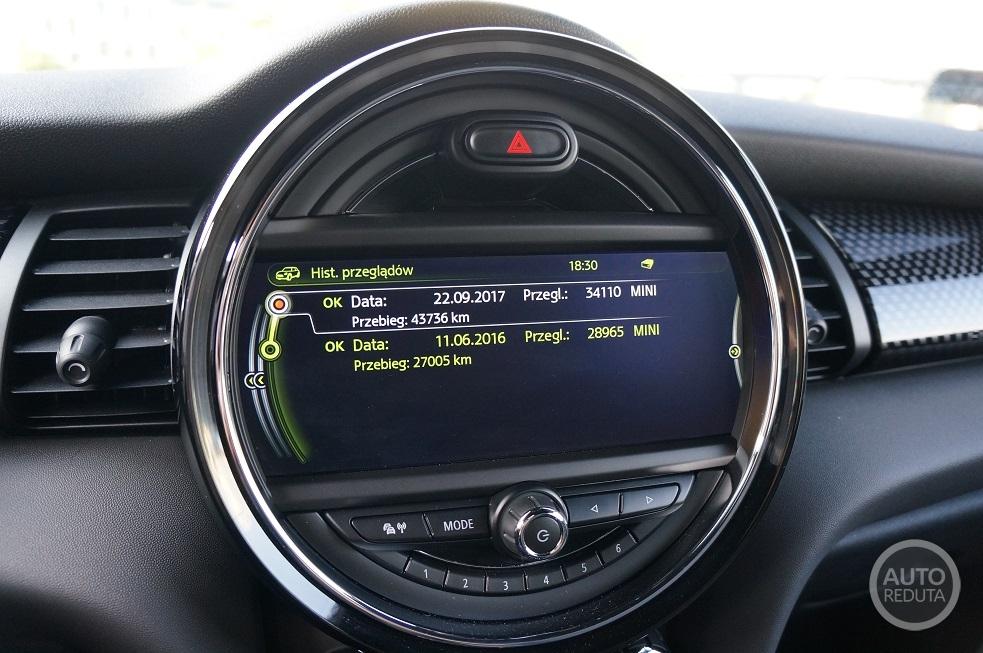 Hist. przeglądów 18:30
OK Data: 22.09.2017 Przegl.: 34110 MINI
Przebieg: 43736 km
OK Data: 11.06.2016 Przegl.: 28965 MINI
Przebieg: 27005 km
MODE
1 2 3 4 5 6
AUTO
REDUTA